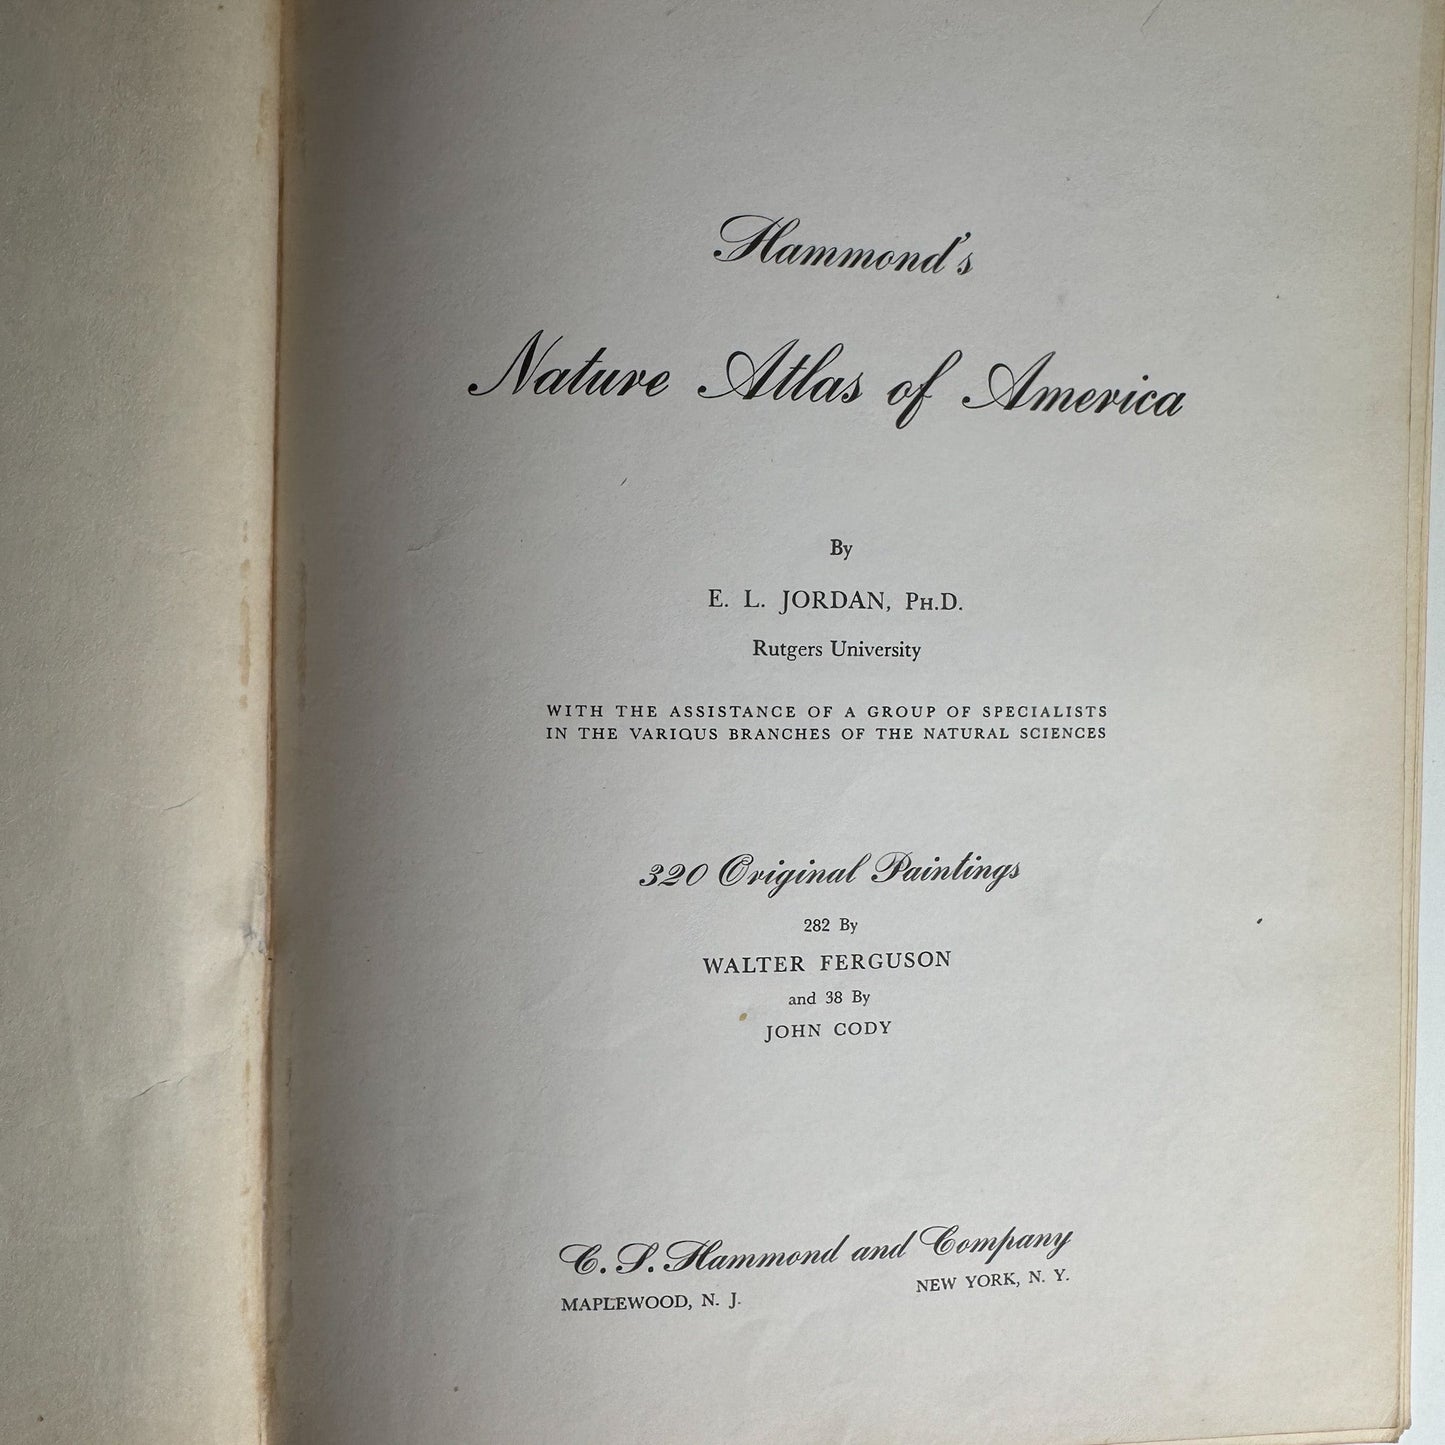 Hammond's
Nature Atlas of America
By
E. L. JORDAN, PH.D.
Rutgers University
WITH THE ASSISTANCE OF A GROUP OF SPECIALISTS
IN THE VARIOUS BRANCHES OF THE NATURAL SCIENCES
320 Original Paintings
282 By
WALTER FERGUSON
and 38 By
JOHN CODY
C. S. Hammond and Company
MAPLEWOOD, N. J. NEW YORK, N. Y.